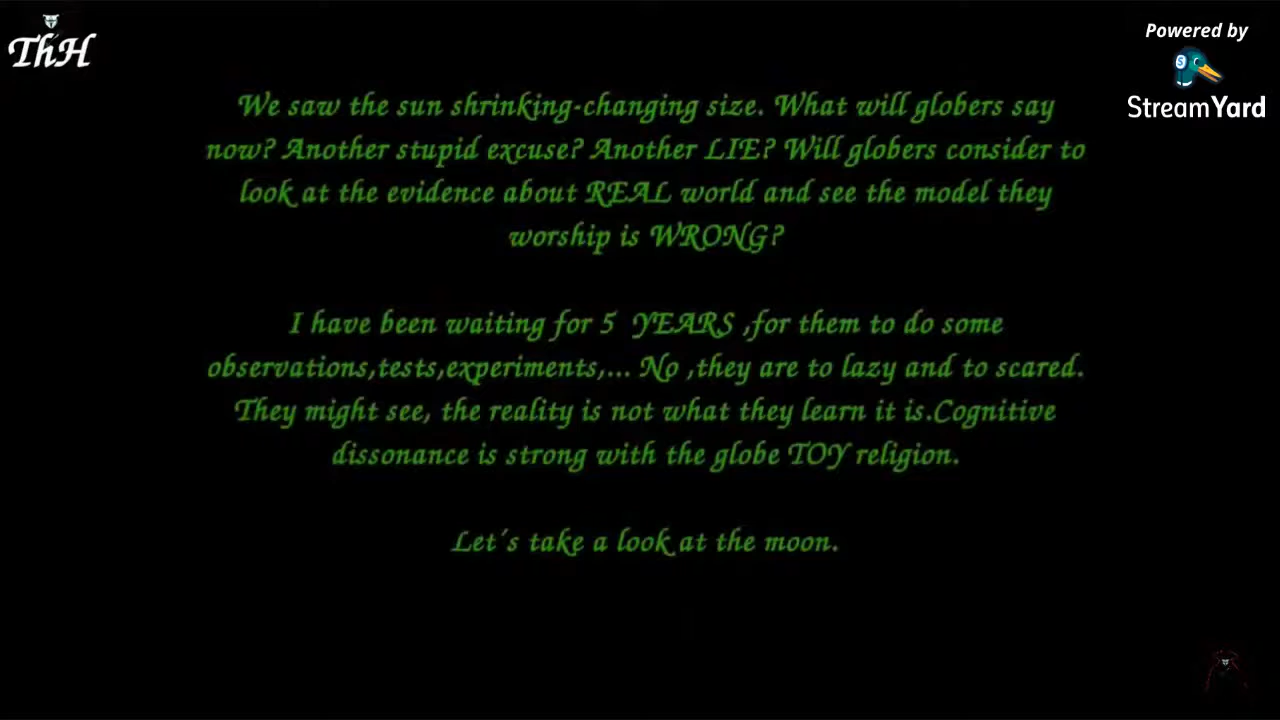 ThH
Powered by
StreamYard
We saw the sun shrinking-changing size. What will globers say
now? Another stupid excuse? Another LIE? Will globers consider to
look at the evidence about REAL world and see the model they
worship is WRONG?
I have been waiting for 5 YEARS ,for them to do some
observations,tests,experiments,... No ,they are to lazy and to scared.
They might see, the reality is not what they learn it is.Cognitive
dissonance is strong with the globe TOY religion.
Let´s take a look at the moon.